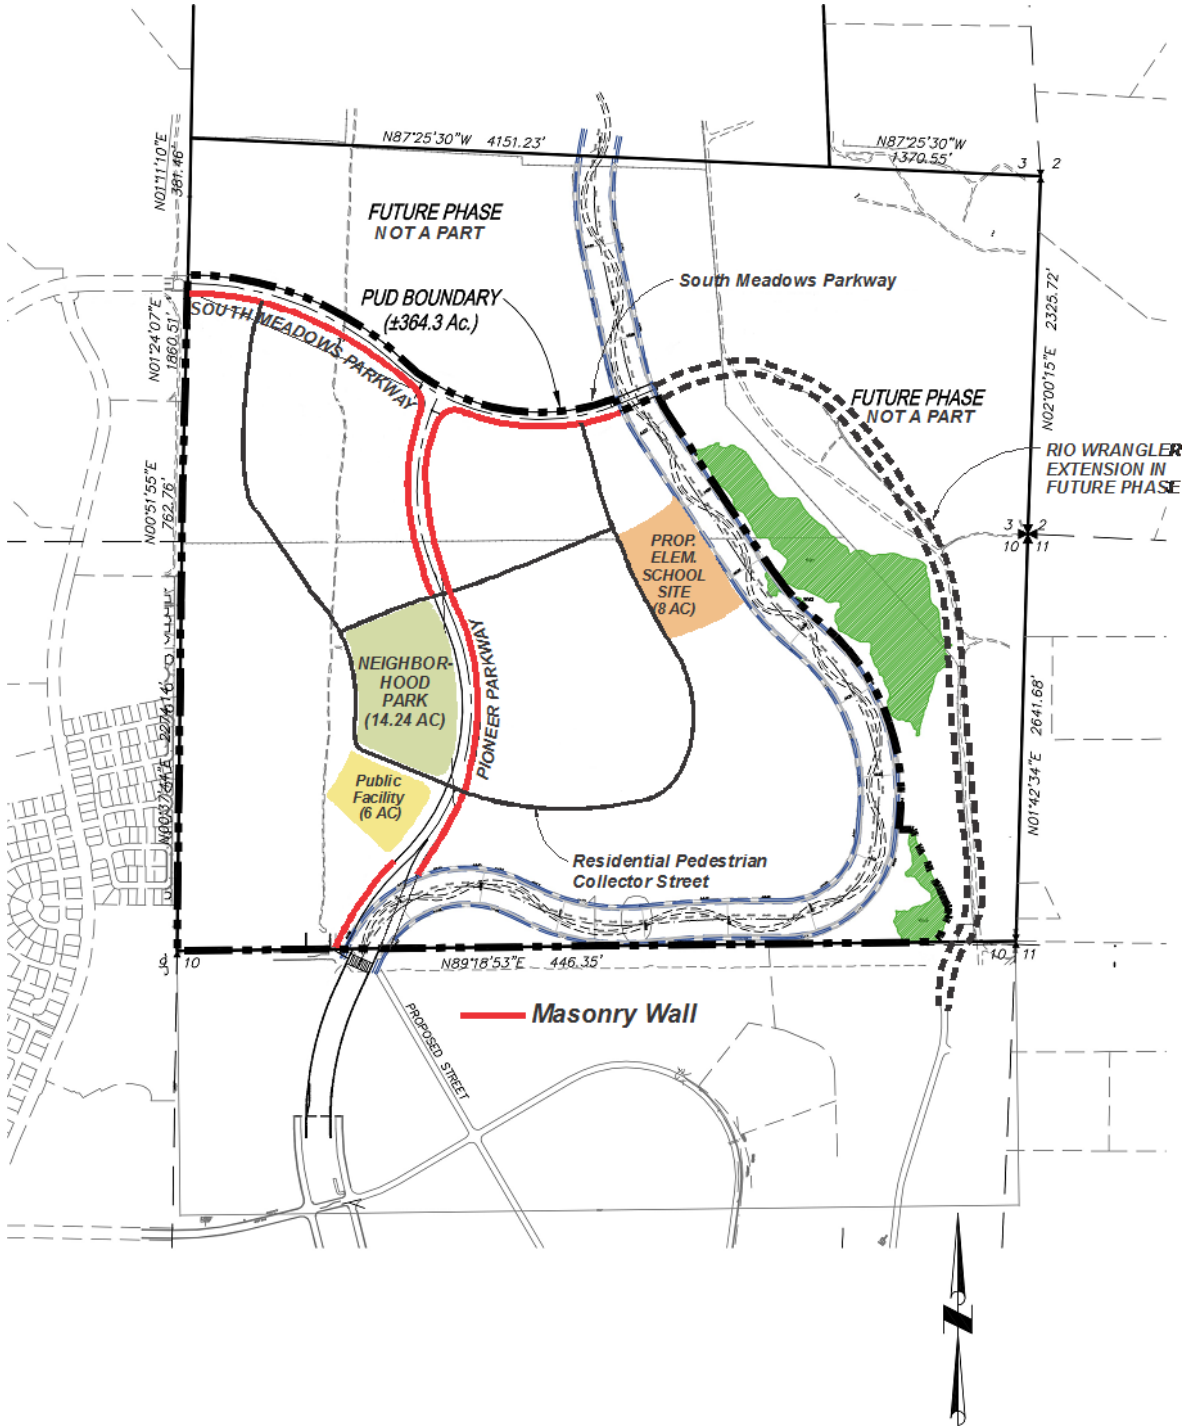 N87°25'30"W 4151.23'
N87°25'30"W
1370.55'
3 2
N01°11'10"E
381.46'
FUTURE PHASE
NOT A PART
South Meadows Parkway
PUD BOUNDARY
(±364.3 Ac.)
SOUTH MEADOWS PARKWAY
N01°24'07"E
1860.51'
N02°00'15"E 2325.72'
FUTURE PHASE
NOT A PART
RIO WRANGLER
EXTENSION IN
FUTURE PHASE
N00°51'55"E
762.76'
3 2
10 11
PROP.
ELEM.
SCHOOL
SITE
(8 AC)
NEIGHBOR-
HOOD
PARK
(14.24 AC)
PIONEER PARKWAY
N01°42'34"E 2641.68'
Public
Facility
(6 AC)
Residential Pedestrian
Collector Street
9 10
N89°18'53"E 446.35'
10 11
Masonry Wall
PROPOSED STREET
N